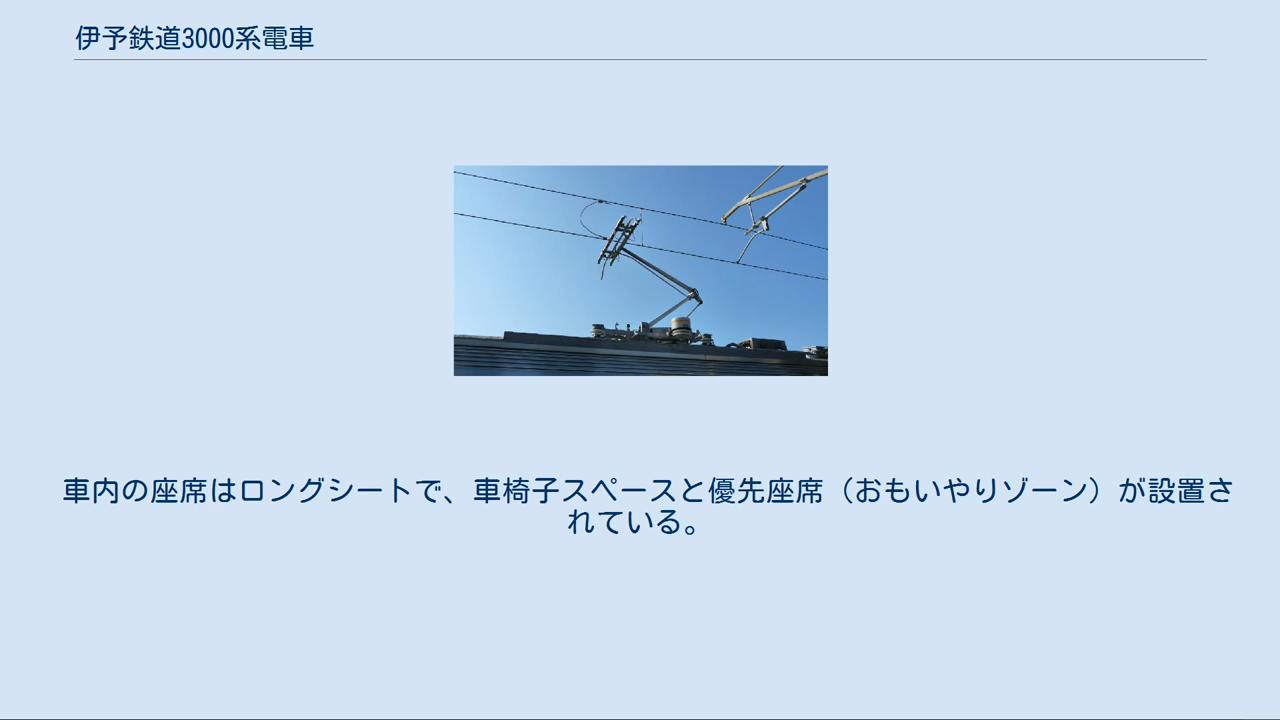 伊予鉄道3000系電車
車内の座席はロングシートで、車椅子スペースと優先座席（おもいやりゾーン）が設置さ
れている。